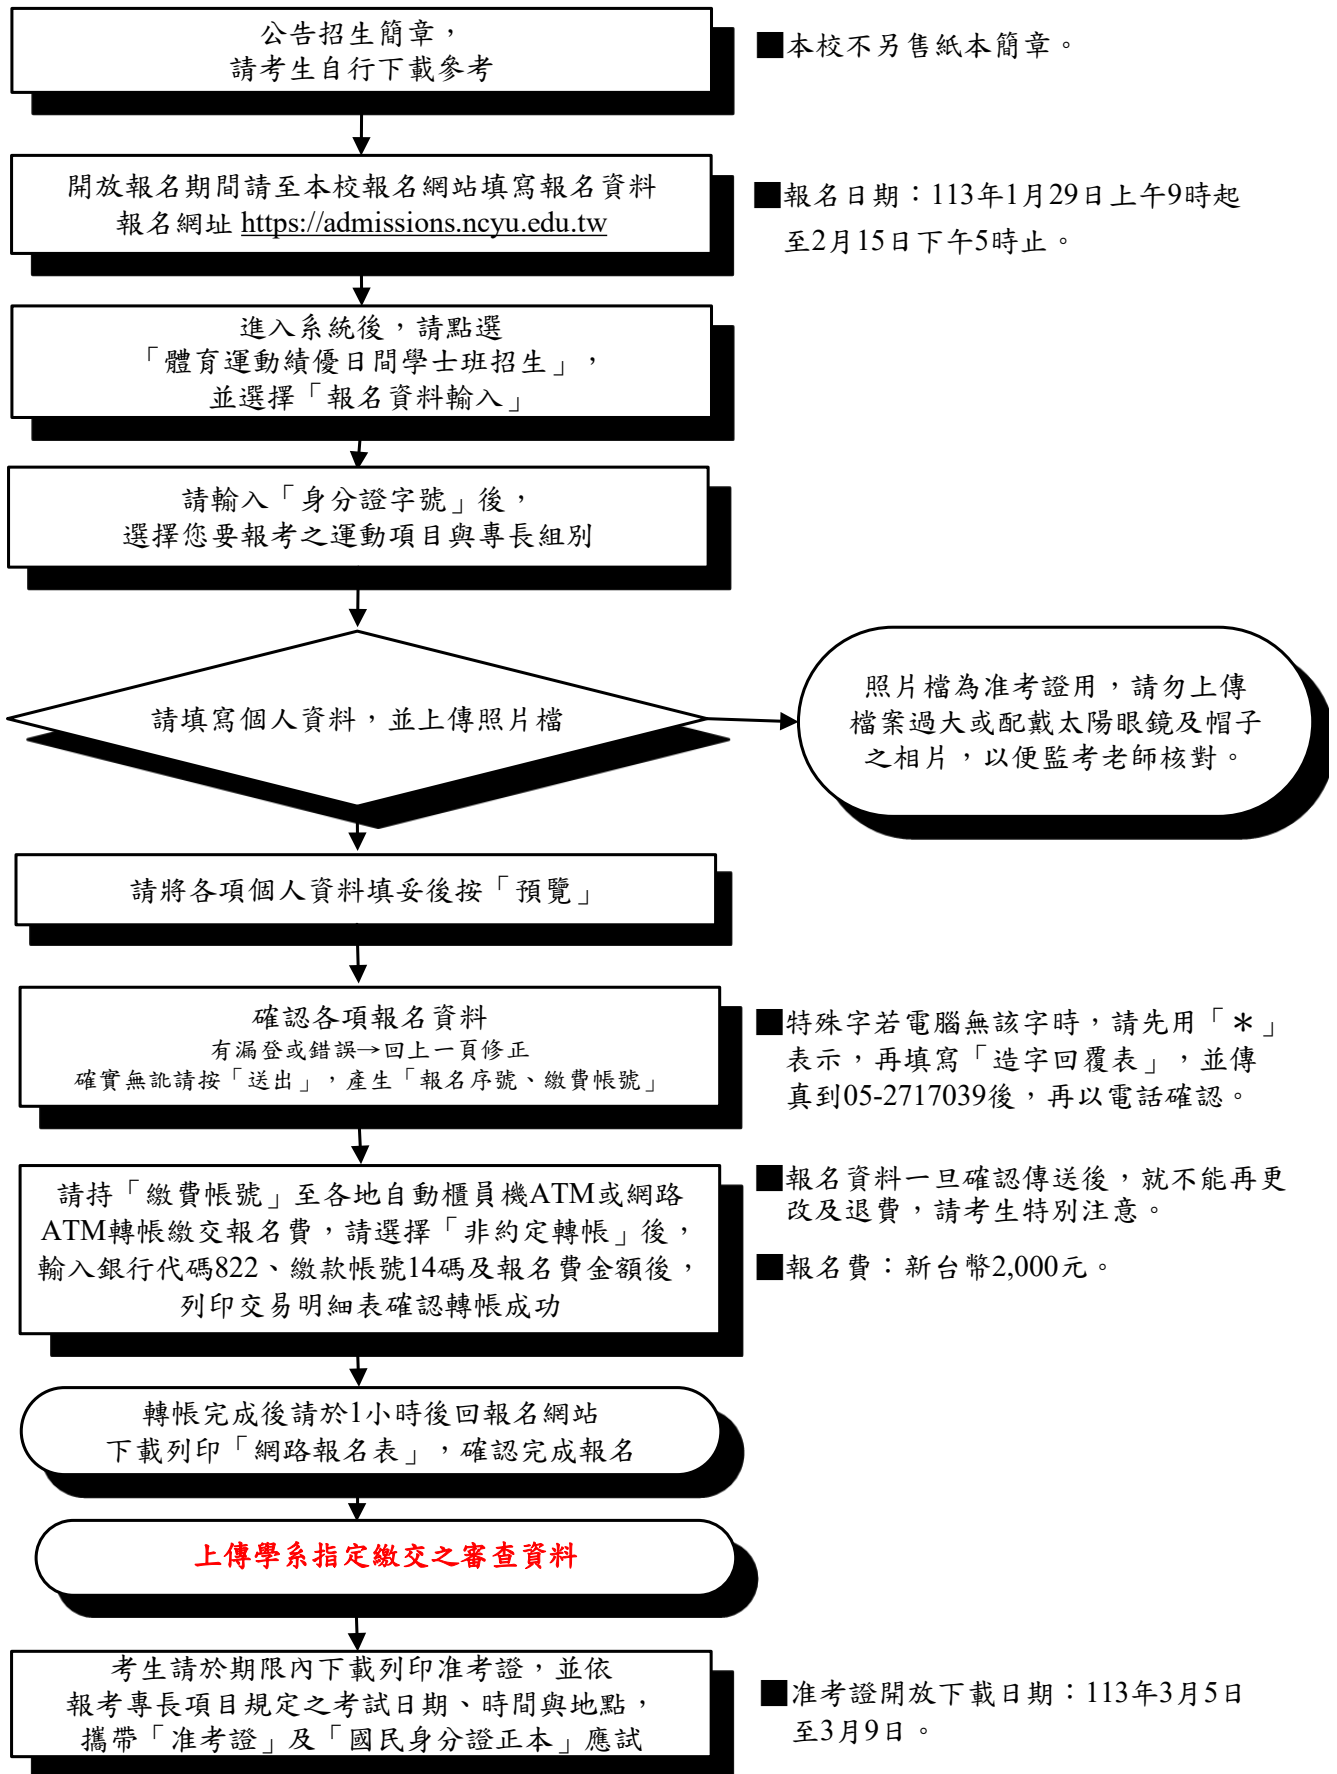 公告招生簡章，
請考生自行下載參考
■本校不另售紙本簡章。
開放報名期間請至本校報名網站填寫報名資料
報名網址 https://admissions.ncyu.edu.tw
■報名日期：113年1月29日上午9時起
至2月15日下午5時止。
進入系統後，請點選
「體育運動績優日間學士班招生」，
並選擇「報名資料輸入」
請輸入「身分證字號」後，
選擇您要報考之運動項目與專長組別
請填寫個人資料，並上傳照片檔
照片檔為准考證用，請勿上傳
檔案過大或配戴太陽眼鏡及帽子
之相片，以便監考老師核對。
請將各項個人資料填妥後按「預覽」
確認各項報名資料
有漏登或錯誤→回上一頁修正
確實無訛請按「送出」，產生「報名序號、繳費帳號」
■特殊字若電腦無該字時，請先用「＊」
表示，再填寫「造字回覆表」，並傳
真到05-2717039後，再以電話確認。
請持「繳費帳號」至各地自動櫃員機ATM或網路
ATM轉帳繳交報名費，請選擇「非約定轉帳」後，
輸入銀行代碼822、繳款帳號14碼及報名費金額後，
列印交易明細表確認轉帳成功
■報名資料一旦確認傳送後，就不能再更
改及退費，請考生特別注意。
■報名費：新台幣2,000元。
轉帳完成後請於1小時後回報名網站
下載列印「網路報名表」，確認完成報名
上傳學系指定繳交之審查資料
考生請於期限內下載列印准考證，並依
報考專長項目規定之考試日期、時間與地點，
攜帶「准考證」及「國民身分證正本」應試
■准考證開放下載日期：113年3月5日
至3月9日。